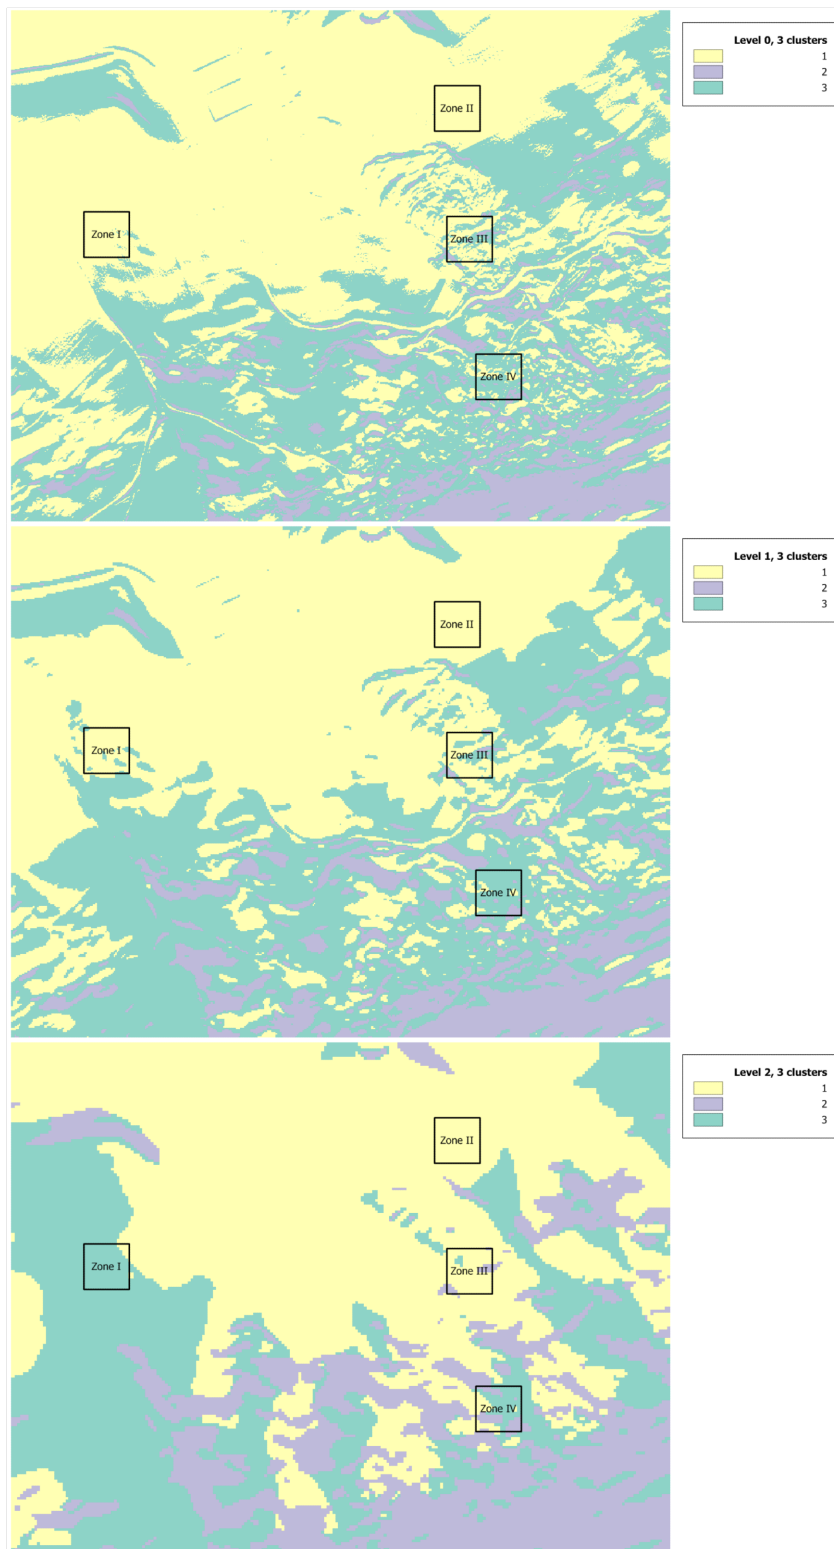 Level 0, 3 clusters
1
2
3
Zone II
Zone I
Zone III
Zone IV
Level 1, 3 clusters
1
2
3
Zone II
Zone I
Zone III
Zone IV
Level 2, 3 clusters
1
2
3
Zone II
Zone I
Zone III
Zone IV